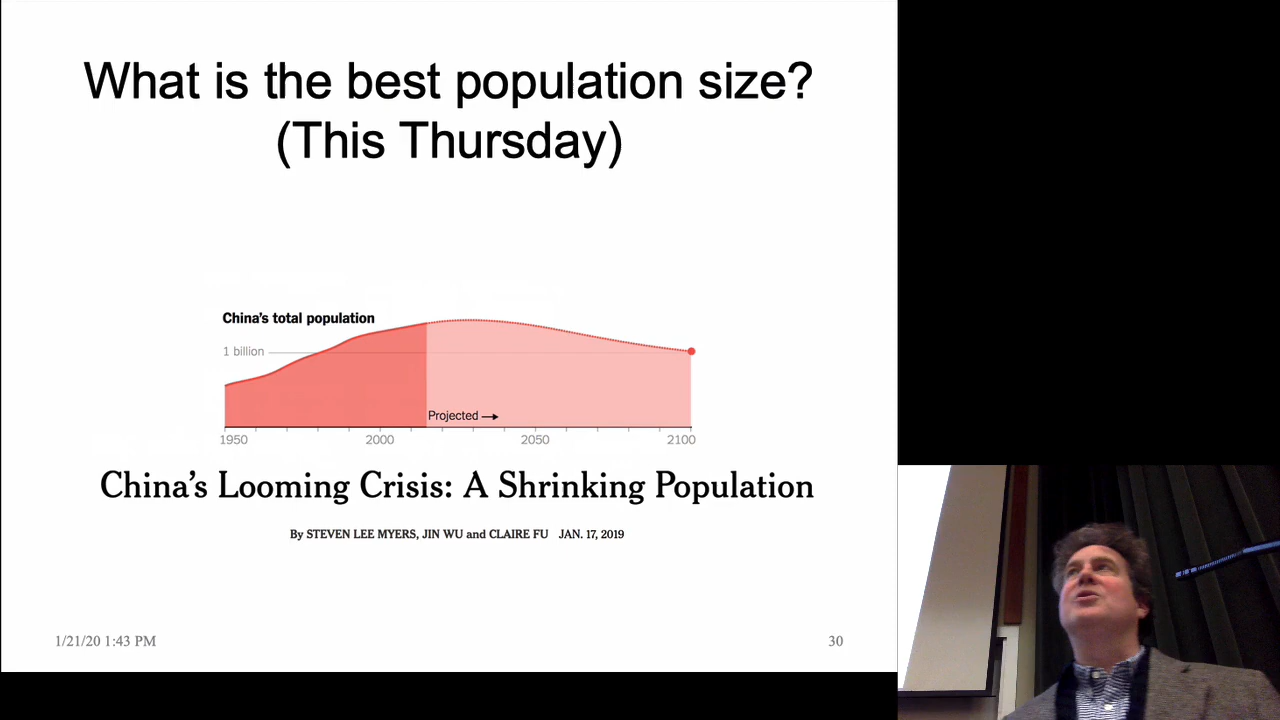 What is the best population size?
(This Thursday)
China's total population
1 billion
Projected →
1950 2000 2050 2100
China's Looming Crisis: A Shrinking Population
By STEVEN LEE MYERS, JIN WU and CLAIRE FU JAN. 17, 2019
1/21/20 1:43 PM 30